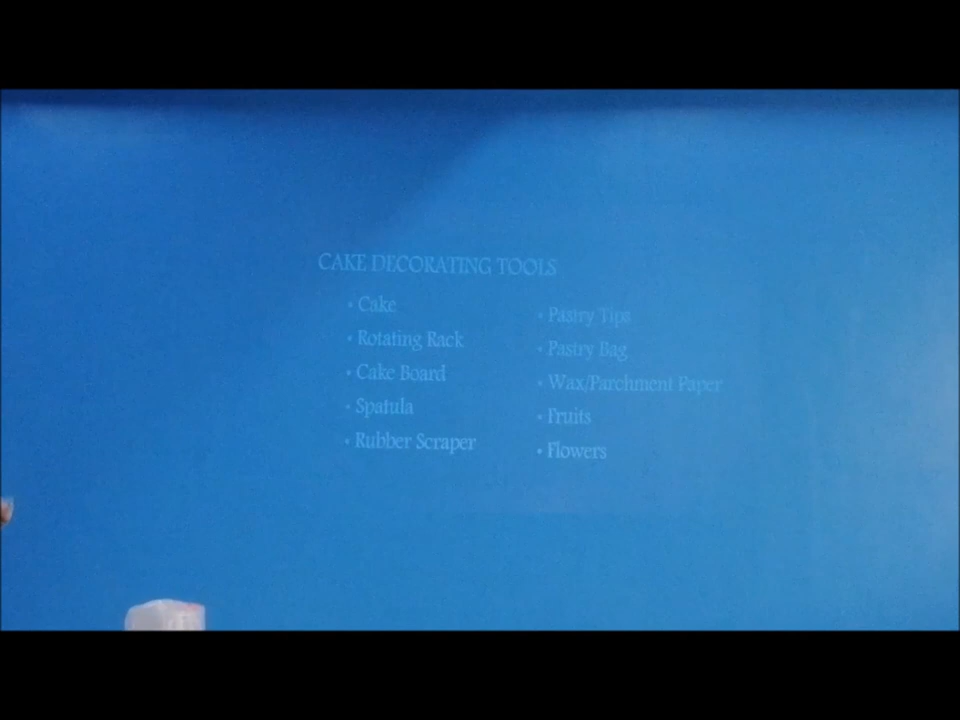 CAKE DECORATING TOOLS
• Cake
• Rotating Rack
• Cake Board
• Spatula
• Rubber Scraper
• Pastry Tips
• Pastry Bag
• Wax/Parchment Paper
• Fruits
• Flowers